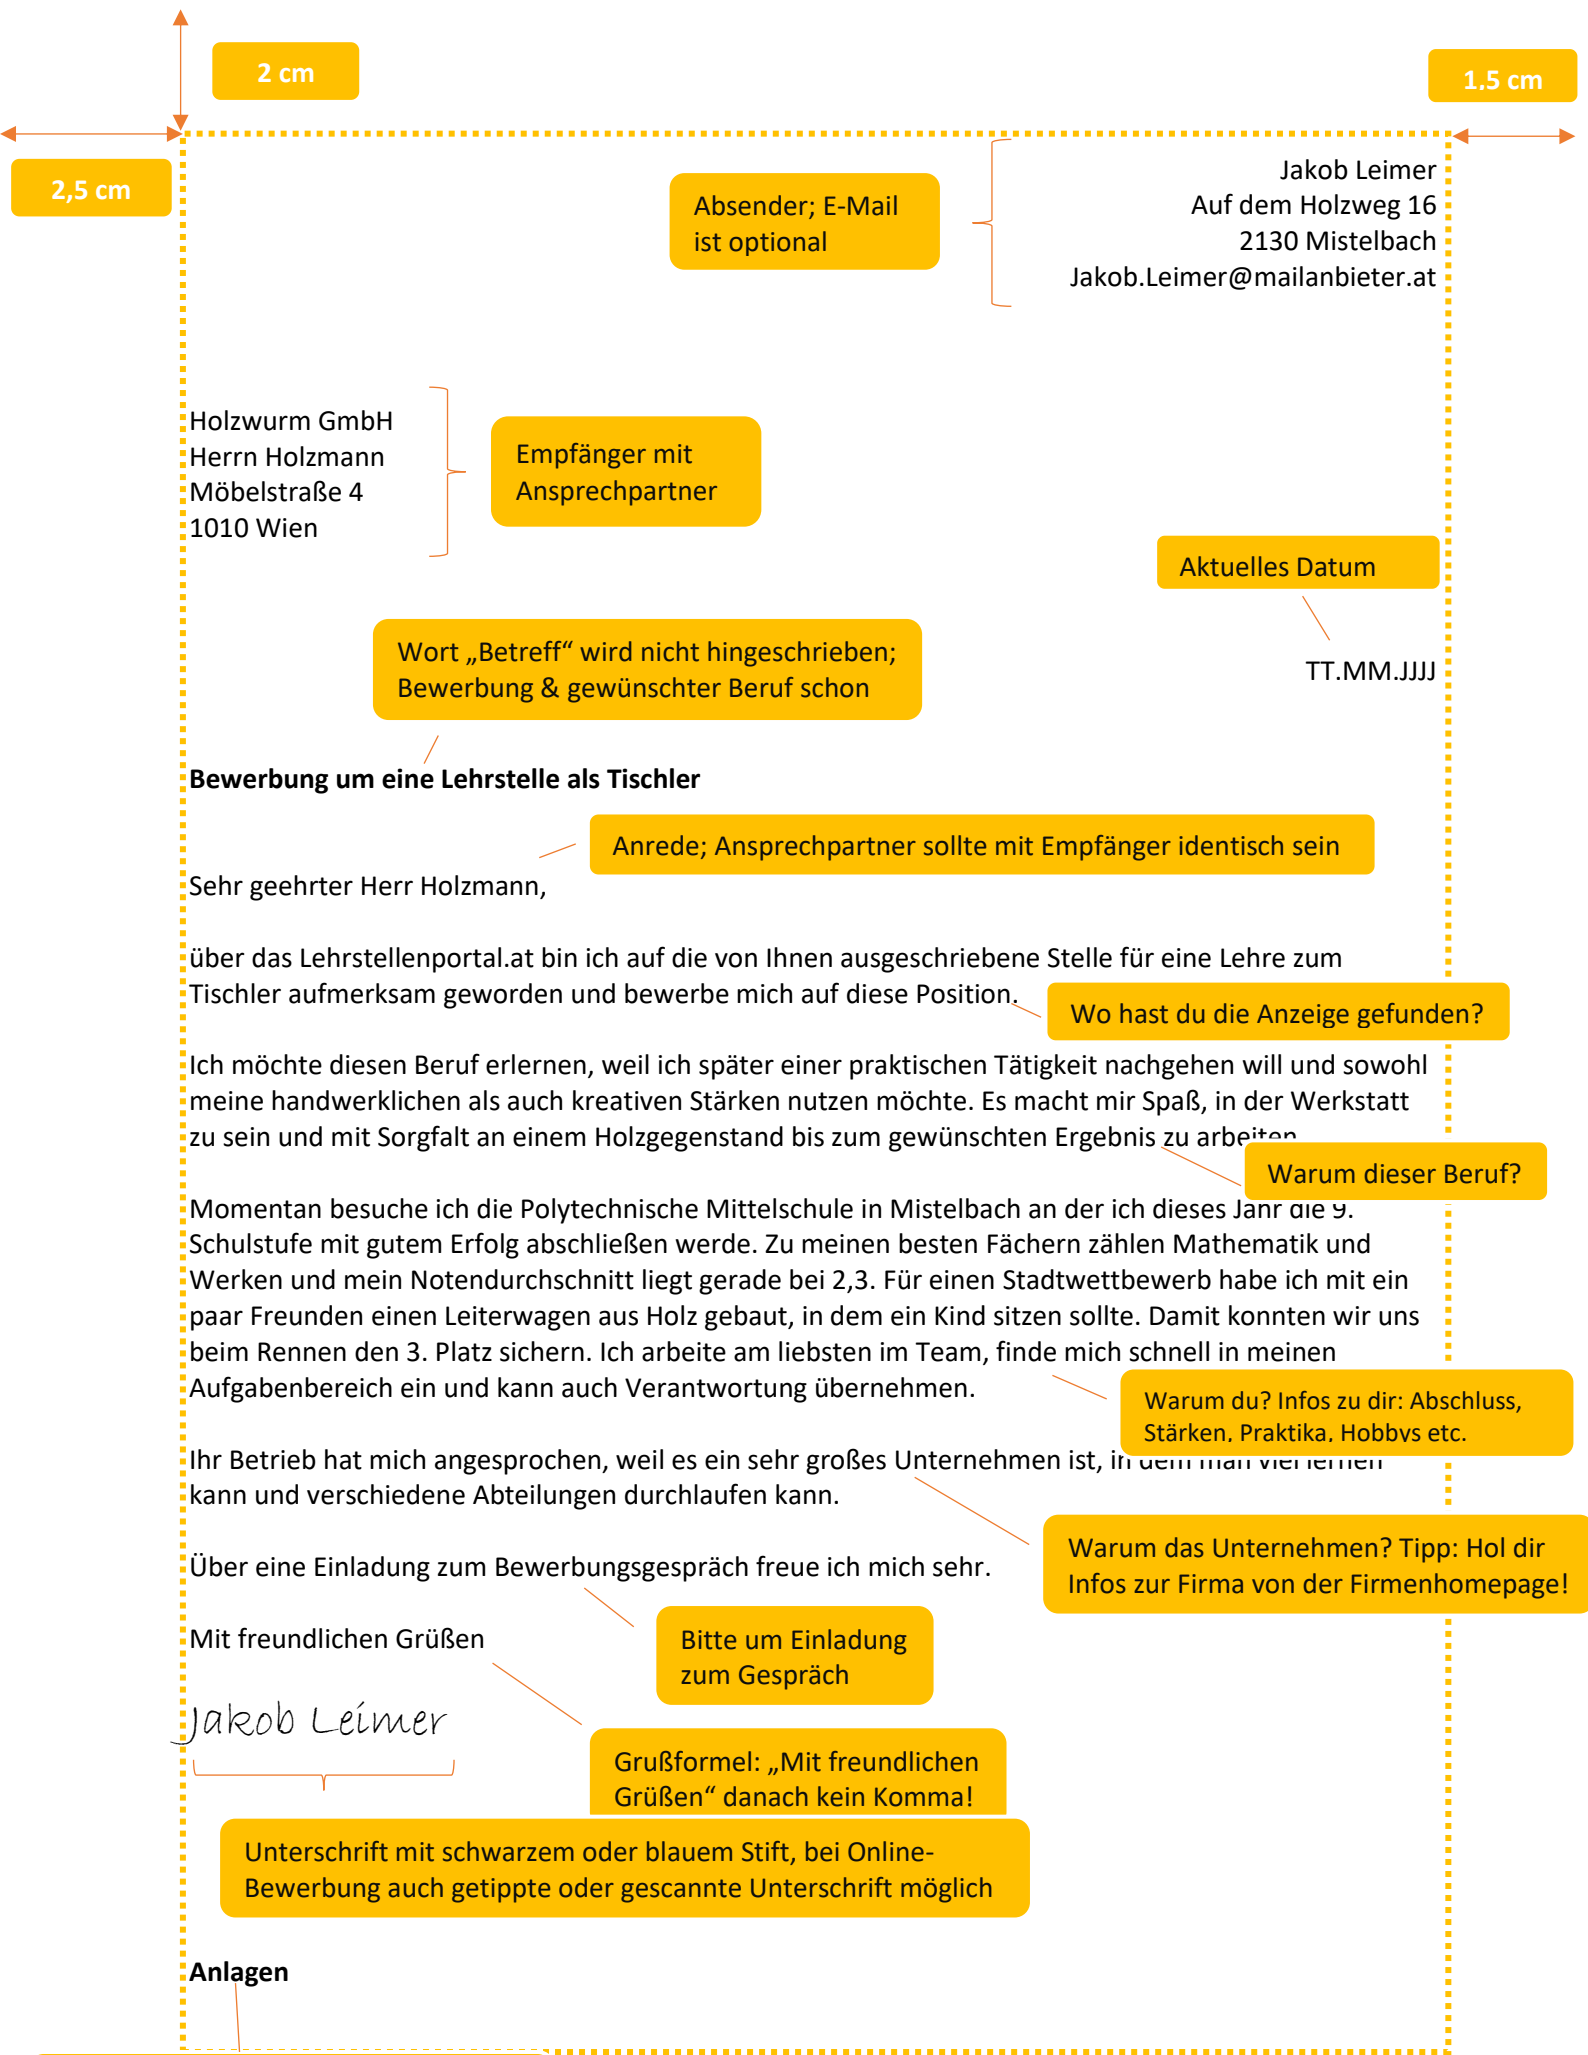 2 cm
1,5 cm
2,5 cm
Absender; E-Mail
ist optional
Jakob Leimer
Auf dem Holzweg 16
2130 Mistelbach
Jakob.Leimer@mailanbieter.at
Holzwurm GmbH
Herrn Holzmann
Möbelstraße 4
1010 Wien
Empfänger mit
Ansprechpartner
Aktuelles Datum
TT.MM.JJJJ
Wort „Betreff“ wird nicht hingeschrieben;
Bewerbung & gewünschter Beruf schon
Bewerbung um eine Lehrstelle als Tischler
Anrede; Ansprechpartner sollte mit Empfänger identisch sein
Sehr geehrter Herr Holzmann,
über das Lehrstellenportal.at bin ich auf die von Ihnen ausgeschriebene Stelle für eine Lehre zum
Tischler aufmerksam geworden und bewerbe mich auf diese Position.
Wo hast du die Anzeige gefunden?
Ich möchte diesen Beruf erlernen, weil ich später einer praktischen Tätigkeit nachgehen will und sowohl
meine handwerklichen als auch kreativen Stärken nutzen möchte. Es macht mir Spaß, in der Werkstatt
zu sein und mit Sorgfalt an einem Holzgegenstand bis zum gewünschten Ergebnis zu arbeiten
Warum dieser Beruf?
Momentan besuche ich die Polytechnische Mittelschule in Mistelbach an der ich dieses Jahr die 9.
Schulstufe mit gutem Erfolg abschließen werde. Zu meinen besten Fächern zählen Mathematik und
Werken und mein Notendurchschnitt liegt gerade bei 2,3. Für einen Stadtwettbewerb habe ich mit ein
paar Freunden einen Leiterwagen aus Holz gebaut, in dem ein Kind sitzen sollte. Damit konnten wir uns
beim Rennen den 3. Platz sichern. Ich arbeite am liebsten im Team, finde mich schnell in meinen
Aufgabenbereich ein und kann auch Verantwortung übernehmen.
Warum du? Infos zu dir: Abschluss,
Stärken, Praktika, Hobbys etc.
Ihr Betrieb hat mich angesprochen, weil es ein sehr großes Unternehmen ist, in dem man viel lernen
kann und verschiedene Abteilungen durchlaufen kann.
Warum das Unternehmen? Tipp: Hol dir
Infos zur Firma von der Firmenhomepage!
Über eine Einladung zum Bewerbungsgespräch freue ich mich sehr.
Bitte um Einladung
zum Gespräch
Mit freundlichen Grüßen
Jakob Leimer
Grußformel: „Mit freundlichen
Grüßen“ danach kein Komma!
Unterschrift mit schwarzem oder blauem Stift, bei Online-
Bewerbung auch getippte oder gescannte Unterschrift möglich
Anlagen